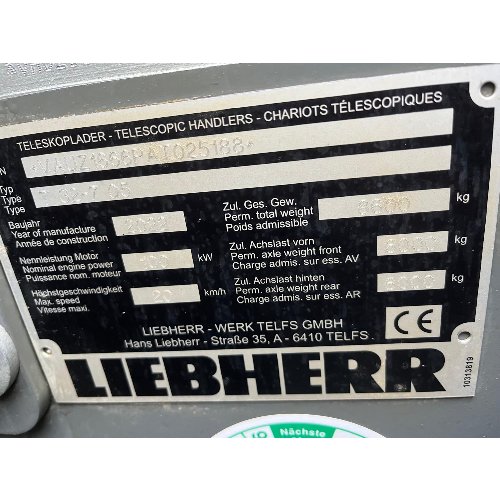 TELESKOPLADER - TELESCOPIC HANDLERS - CHARIOTS TÉLESCOPIQUES
N
Typ
Type
Type
Baujahr
Year of manufacture
Année de construction
Nennleistung Motor
Nominal engine power kW
Puissance nom. moteur
Höchstgeschwindigkeit
Max. speed km/h
Vitesse maxi.
Zul. Ges. Gew.
Perm. total weight kg
Poids admissible
Zul. Achslast vorn
Perm. axle weight front kg
Charge admis. sur ess. AV
Zul. Achslast hinten
Perm. axle weight rear kg
Charge admis. sur ess. AR
LIEBHERR - WERK TELFS GMBH
Hans Liebherr - Straße 35, A - 6410 TELFS
CE
LIEBHERR
10313819
Nächste